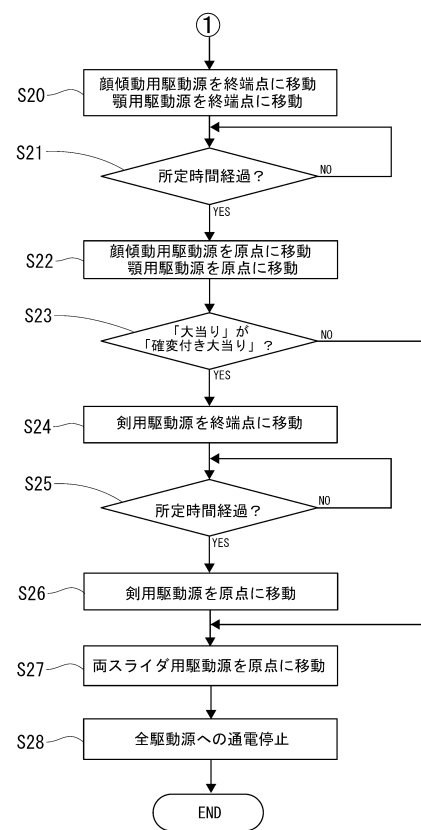 ①
S20
顔傾動用駆動源を終端点に移動
顎用駆動源を終端点に移動
S21
所定時間経過？
NO
YES
S22
顔傾動用駆動源を原点に移動
顎用駆動源を原点に移動
S23
「大当り」が
「確変付き大当り」？
NO
YES
S24
剣用駆動源を終端点に移動
S25
所定時間経過？
NO
YES
S26
剣用駆動源を原点に移動
S27
両スライダ用駆動源を原点に移動
S28
全駆動源への通電停止
END